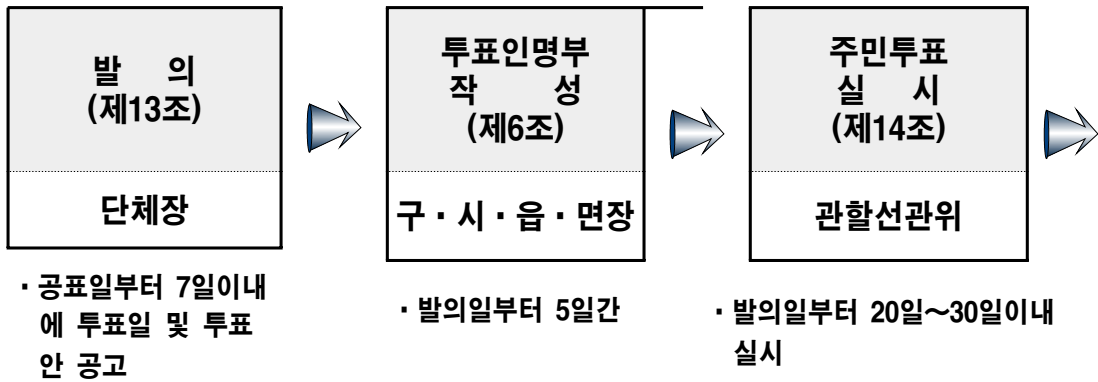 발 의
(제13조)
단체장
▪ 공표일부터 7일이내
에 투표일 및 투표
안 공고
투표인명부
작 성
(제6조)
구▪시▪읍▪면장
▪ 발의일부터 5일간
주민투표
실 시
(제14조)
관할선관위
▪ 발의일부터 20일～30일이내
실시